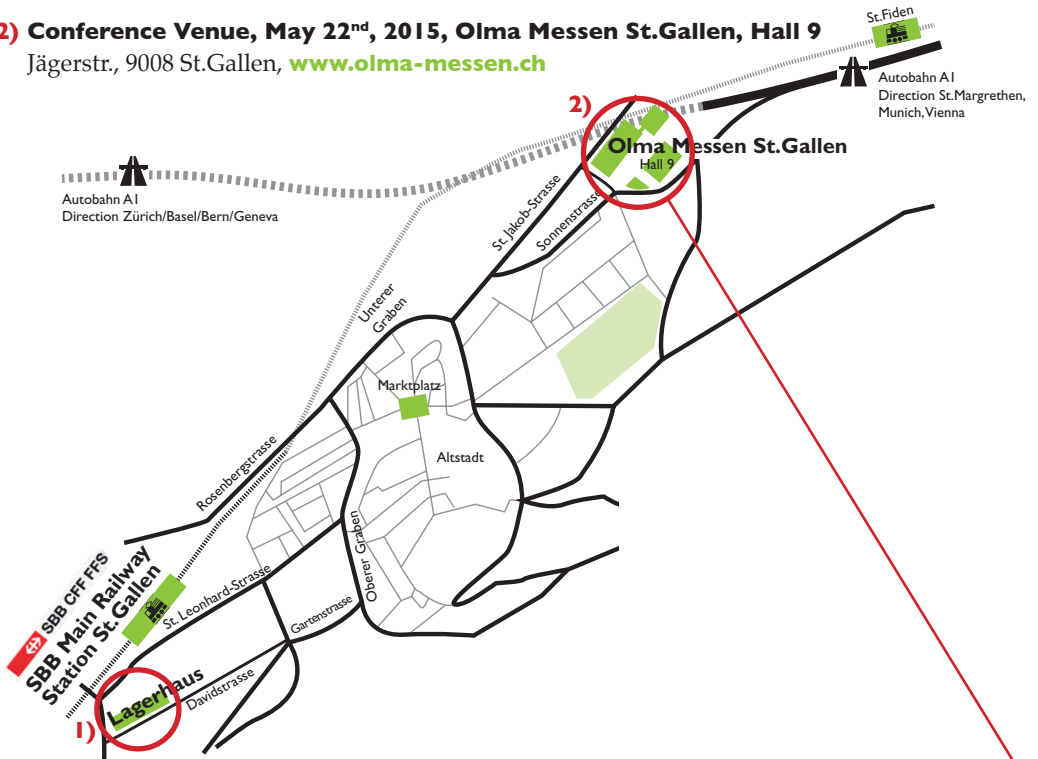 2) Conference Venue, May 22nd, 2015, Olma Messen St.Gallen, Hall 9
Jägerstr., 9008 St.Gallen, www.olma-messen.ch
St.Fiden
Autobahn A1
Direction St.Margrethen,
Munich,Vienna
2)
Olma Messen St.Gallen
Hall 9
Autobahn A1
Direction Zürich/Basel/Bern/Geneva
St. Jakob-Strasse
Sonnenstrasse
Unterer
Graben
Marktplatz
Altstadt
Rosenbergstrasse
Oberer Graben
SBB CFF FFS
SBB Main Railway
Station St.Gallen
St. Leonhard-Strasse
Gartenstrasse
Davidstrasse
Lagerhaus
1)